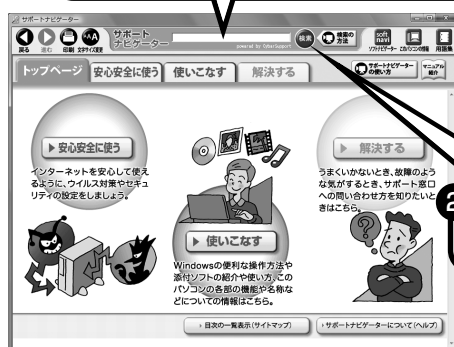 サポートナビゲーター
戻る 進む 印刷 文字サイズ変更
サポート
ナビゲーター
powered by CyberSupport
検索
検索の
方法
soft
navi
ソフトナビゲーター このパソコンの情報 用語集
トップページ 安心安全に使う 使いこなす 解決する
サポートナビゲーター
の使い方
マニュアル
紹介
安心安全に使う
インターネットを安心して使え
るように、ウイルス対策やセキュ
リティの設定をしましょう。
使いこなす
Windowsの便利な操作方法や
添付ソフトの紹介や使い方、この
パソコンの各部の機能や名称な
どについての情報はこちら。
解決する
うまくいかないとき、故障のよう
な気がするとき、サポート窓口
への問い合わせ方を知りたいと
きはこちら。
2
目次の一覧表示(サイトマップ)
サポートナビゲーターについて(ヘルプ)